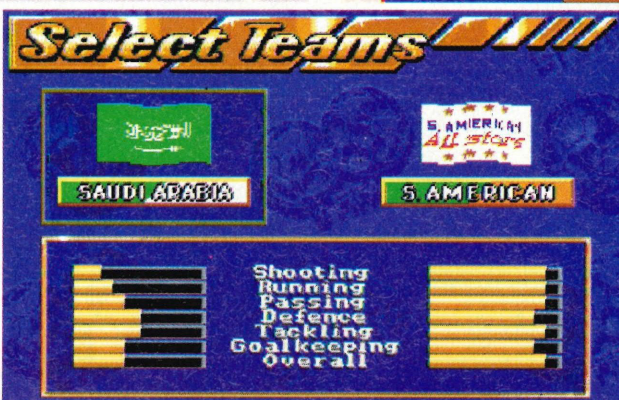 Select Teams
S. AMERICAN
All stars
SAUDI ARABIA
S. AMERICAN
Shooting
Running
Passing
Defence
Tackling
Goalkeeping
Overall